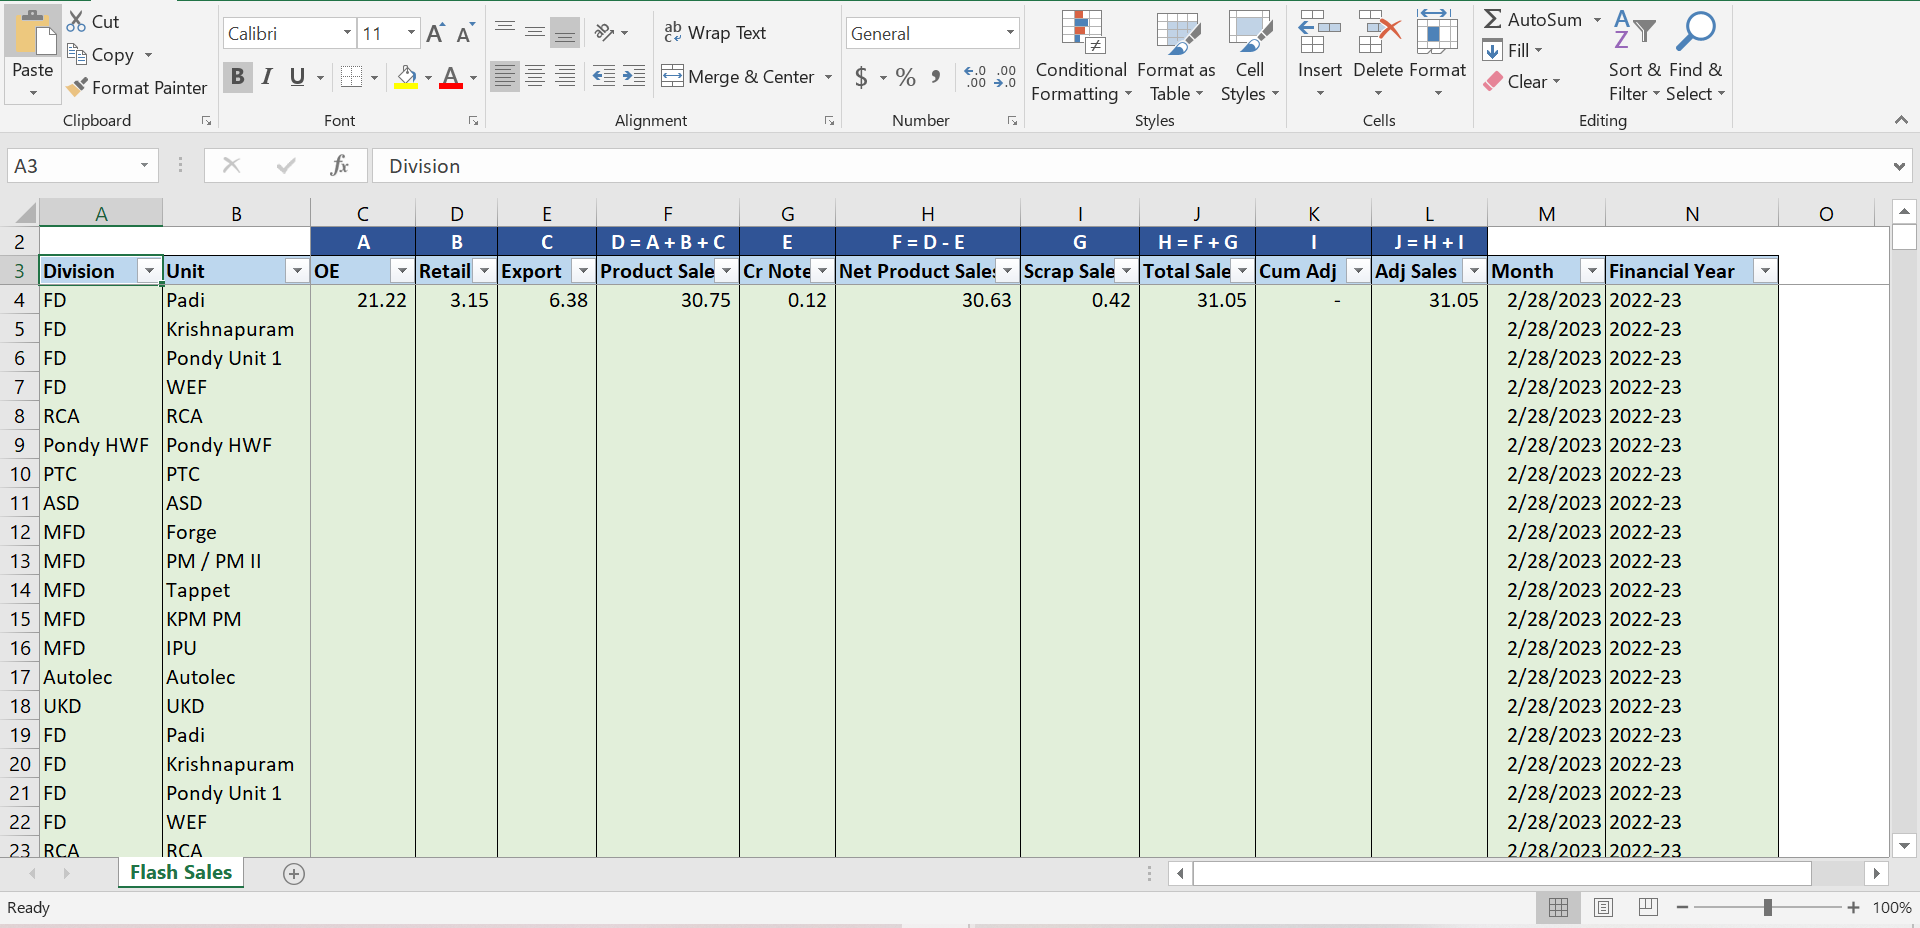 Cut
Copy
Format Painter
Paste
Clipboard
Calibri 11 A A
B I U A
Font
ab Wrap Text
Merge & Center
Alignment
General
$ % , ←.0 .00 .00 →.0
Number
Conditional Formatting
Format as Table
Cell Styles
Styles
Insert Delete Format
Cells
Σ AutoSum
Fill
Clear
A Z
Sort & Filter
Find & Select
Editing
A3 fx Division
A B C D E F G H I J K L M N O
2 A B C D = A + B + C E F = D - E G H = F + G I J = H + I
3 Division Unit OE Retail Export Product Sale Cr Note Net Product Sales Scrap Sale Total Sale Cum Adj Adj Sales Month Financial Year
4 FD Padi 21.22 3.15 6.38 30.75 0.12 30.63 0.42 31.05 - 31.05 2/28/2023 2022-23
5 FD Krishnapuram 2/28/2023 2022-23
6 FD Pondy Unit 1 2/28/2023 2022-23
7 FD WEF 2/28/2023 2022-23
8 RCA RCA 2/28/2023 2022-23
9 Pondy HWF Pondy HWF 2/28/2023 2022-23
10 PTC PTC 2/28/2023 2022-23
11 ASD ASD 2/28/2023 2022-23
12 MFD Forge 2/28/2023 2022-23
13 MFD PM / PM II 2/28/2023 2022-23
14 MFD Tappet 2/28/2023 2022-23
15 MFD KPM PM 2/28/2023 2022-23
16 MFD IPU 2/28/2023 2022-23
17 Autolec Autolec 2/28/2023 2022-23
18 UKD UKD 2/28/2023 2022-23
19 FD Padi 2/28/2023 2022-23
20 FD Krishnapuram 2/28/2023 2022-23
21 FD Pondy Unit 1 2/28/2023 2022-23
22 FD WEF 2/28/2023 2022-23
23 RCA RCA 2/28/2023 2022-23
Flash Sales
Ready 100%